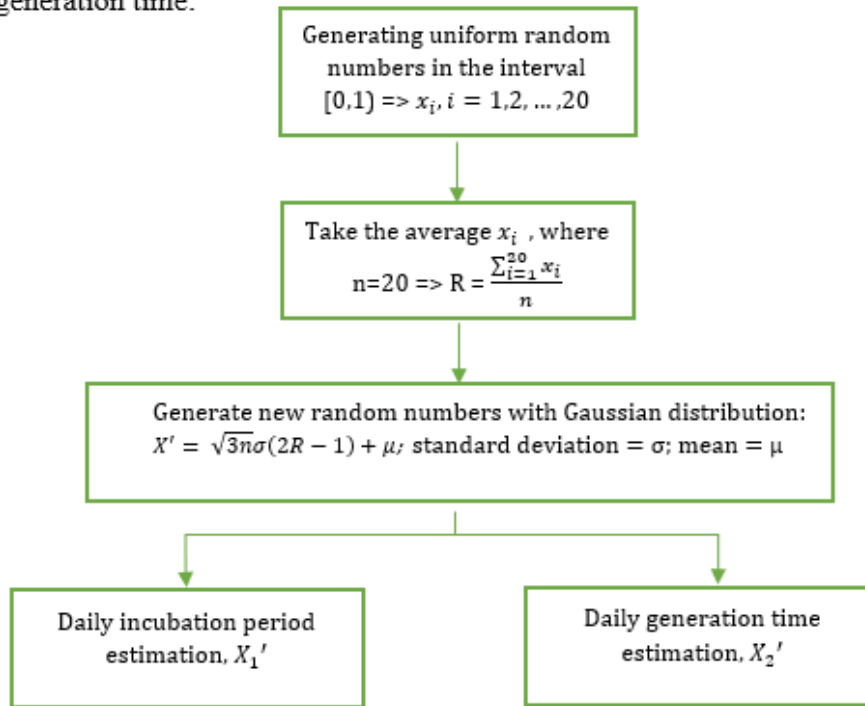 generation time.
Generating uniform random
numbers in the interval
[0,1) => xᵢ, i = 1,2, … ,20
Take the average xᵢ , where
n=20 => R = ∑²⁰ᵢ₌₁ xᵢ / n
Generate new random numbers with Gaussian distribution:
X′ = √3nσ(2R − 1) + μ; standard deviation = σ; mean = μ
Daily incubation period
estimation, X₁′
Daily generation time
estimation, X₂′